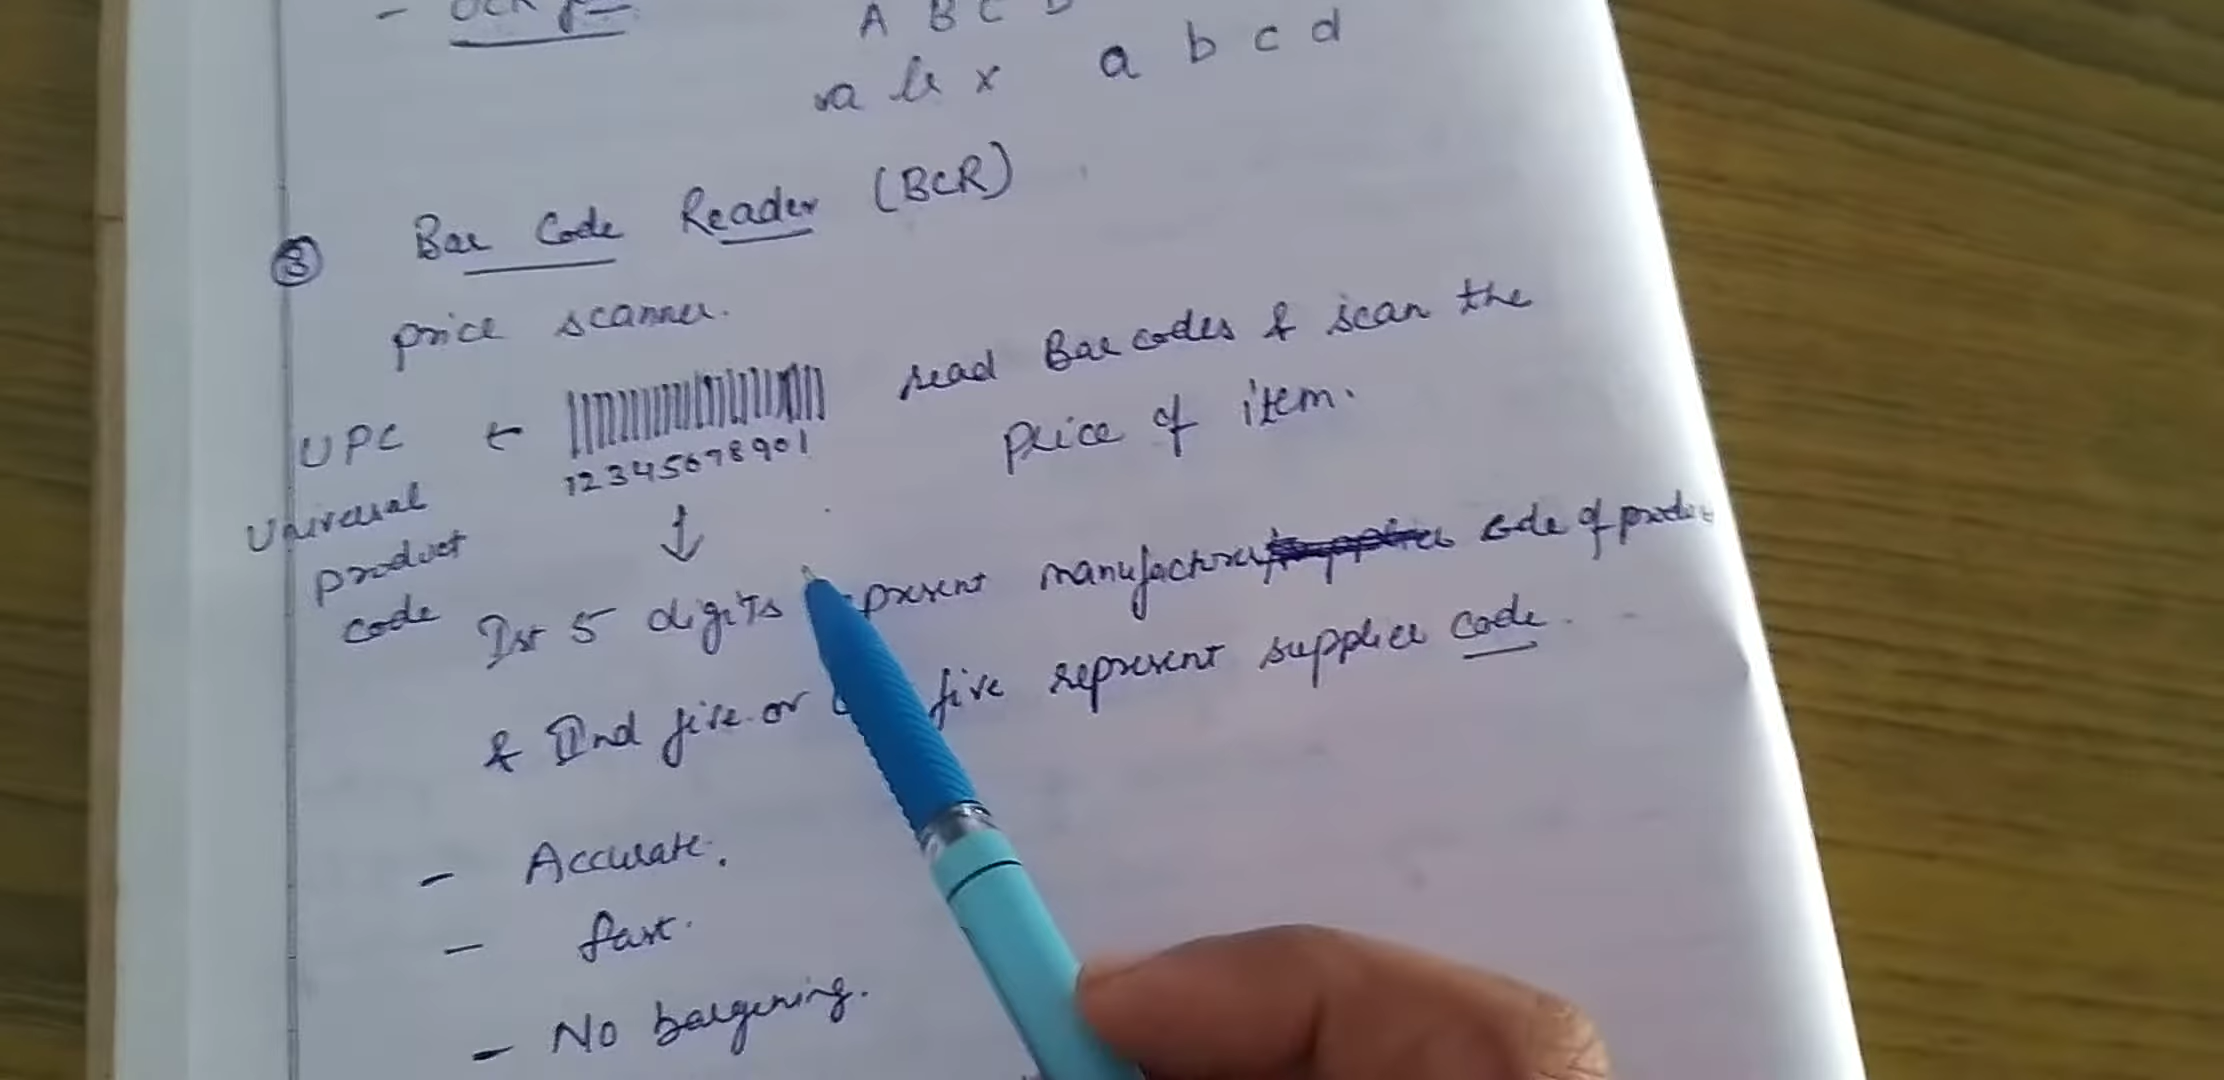 - OCR
A B C D
a b x a b c d
③ Bar Code Reader (BCR)
price scanner.
read Bar codes & scan the
price of item.
UPC ←
12345678901
Universal
product
code
↓
Ist 5 digits represent manufacturer code of product
& IInd five or five represent supplier code.
- Accurate.
- fast.
- No bargening.